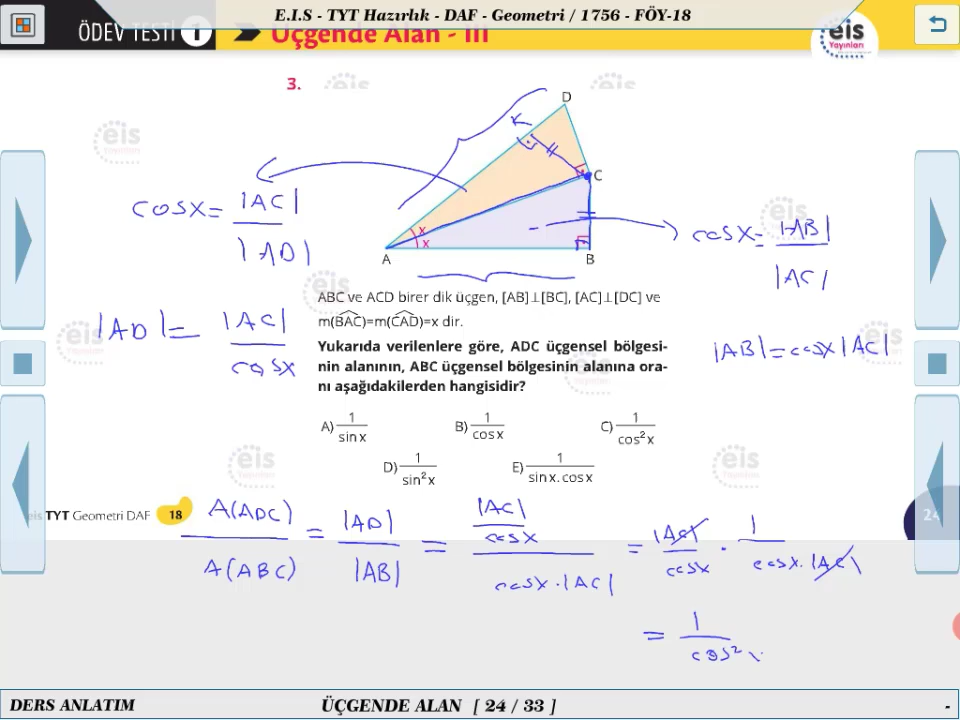 E.I.S - TYT Hazırlık - DAF - Geometri / 1756 - FÖY-18
ÖDEV TESTİ 1
Üçgende Alan - III
eis
Yayınları
3.
D
K
C
x
x
A
B
cosx = |AC| / |AD|
cosx = |AB| / |AC|
|AD| = |AC| / cosx
|AB| = cosx |AC|
ABC ve ACD birer dik üçgen, [AB]⊥[BC], [AC]⊥[DC] ve
m(BAC)=m(CAD)=x dir.
Yukarıda verilenlere göre, ADC üçgensel bölgesi-
nin alanının, ABC üçgensel bölgesinin alanına ora-
nı aşağıdakilerden hangisidir?
A) 1/sinx B) 1/cosx C) 1/cos²x
D) 1/sin²x E) 1/sinx.cosx
eis TYT Geometri DAF 18
24
A(ADC) / A(ABC) = |AD| / |AB| = |AC|/cosx / cosx.|AC| = |AC|/cosx . 1/cosx.|AC|
= 1 / cos²x
DERS ANLATIM
ÜÇGENDE ALAN [ 24 / 33 ]
-